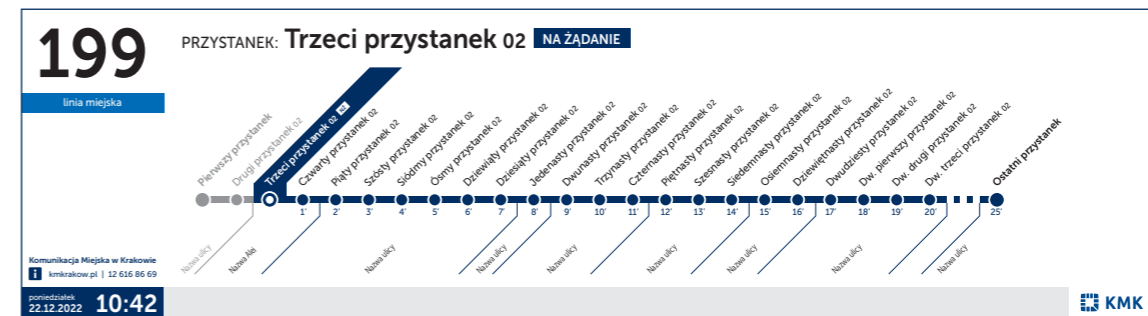 199
linia miejska
PRZYSTANEK: Trzeci przystanek 02 NA ŻĄDANIE
Pierwszy przystanek
Drugi przystanek 02
Trzeci przystanek 02 nż
Czwarty przystanek 02
Piąty przystanek 02
Szósty przystanek 02
Siódmy przystanek 02
Ósmy przystanek 02
Dziewiąty przystanek 02
Dziesiąty przystanek 02
Jedenasty przystanek 02
Dwunasty przystanek 02
Trzynasty przystanek 02
Czternasty przystanek 02
Piętnasty przystanek 02
Szesnasty przystanek 02
Siedemnasty przystanek 02
Osiemnasty przystanek 02
Dziewiętnasty przystanek 02
Dwudziesty przystanek 02
Dw. pierwszy przystanek 02
Dw. drugi przystanek 02
Dw. trzeci przystanek 02
Ostatni przystanek
1' 2' 3' 4' 5' 6' 7' 8' 9' 10' 11' 12' 13' 14' 15' 16' 17' 18' 19' 20' 25'
Nazwa ulicy
Nazwa Alej
Nazwa ulicy
Nazwa ulicy
Nazwa ulicy
Nazwa ulicy
Nazwa ulicy
Nazwa ulicy
Nazwa ulicy
Komunikacja Miejska w Krakowie
i kmkrakow.pl | 12 616 86 69
poniedziałek
22.12.2022 10:42
KMK